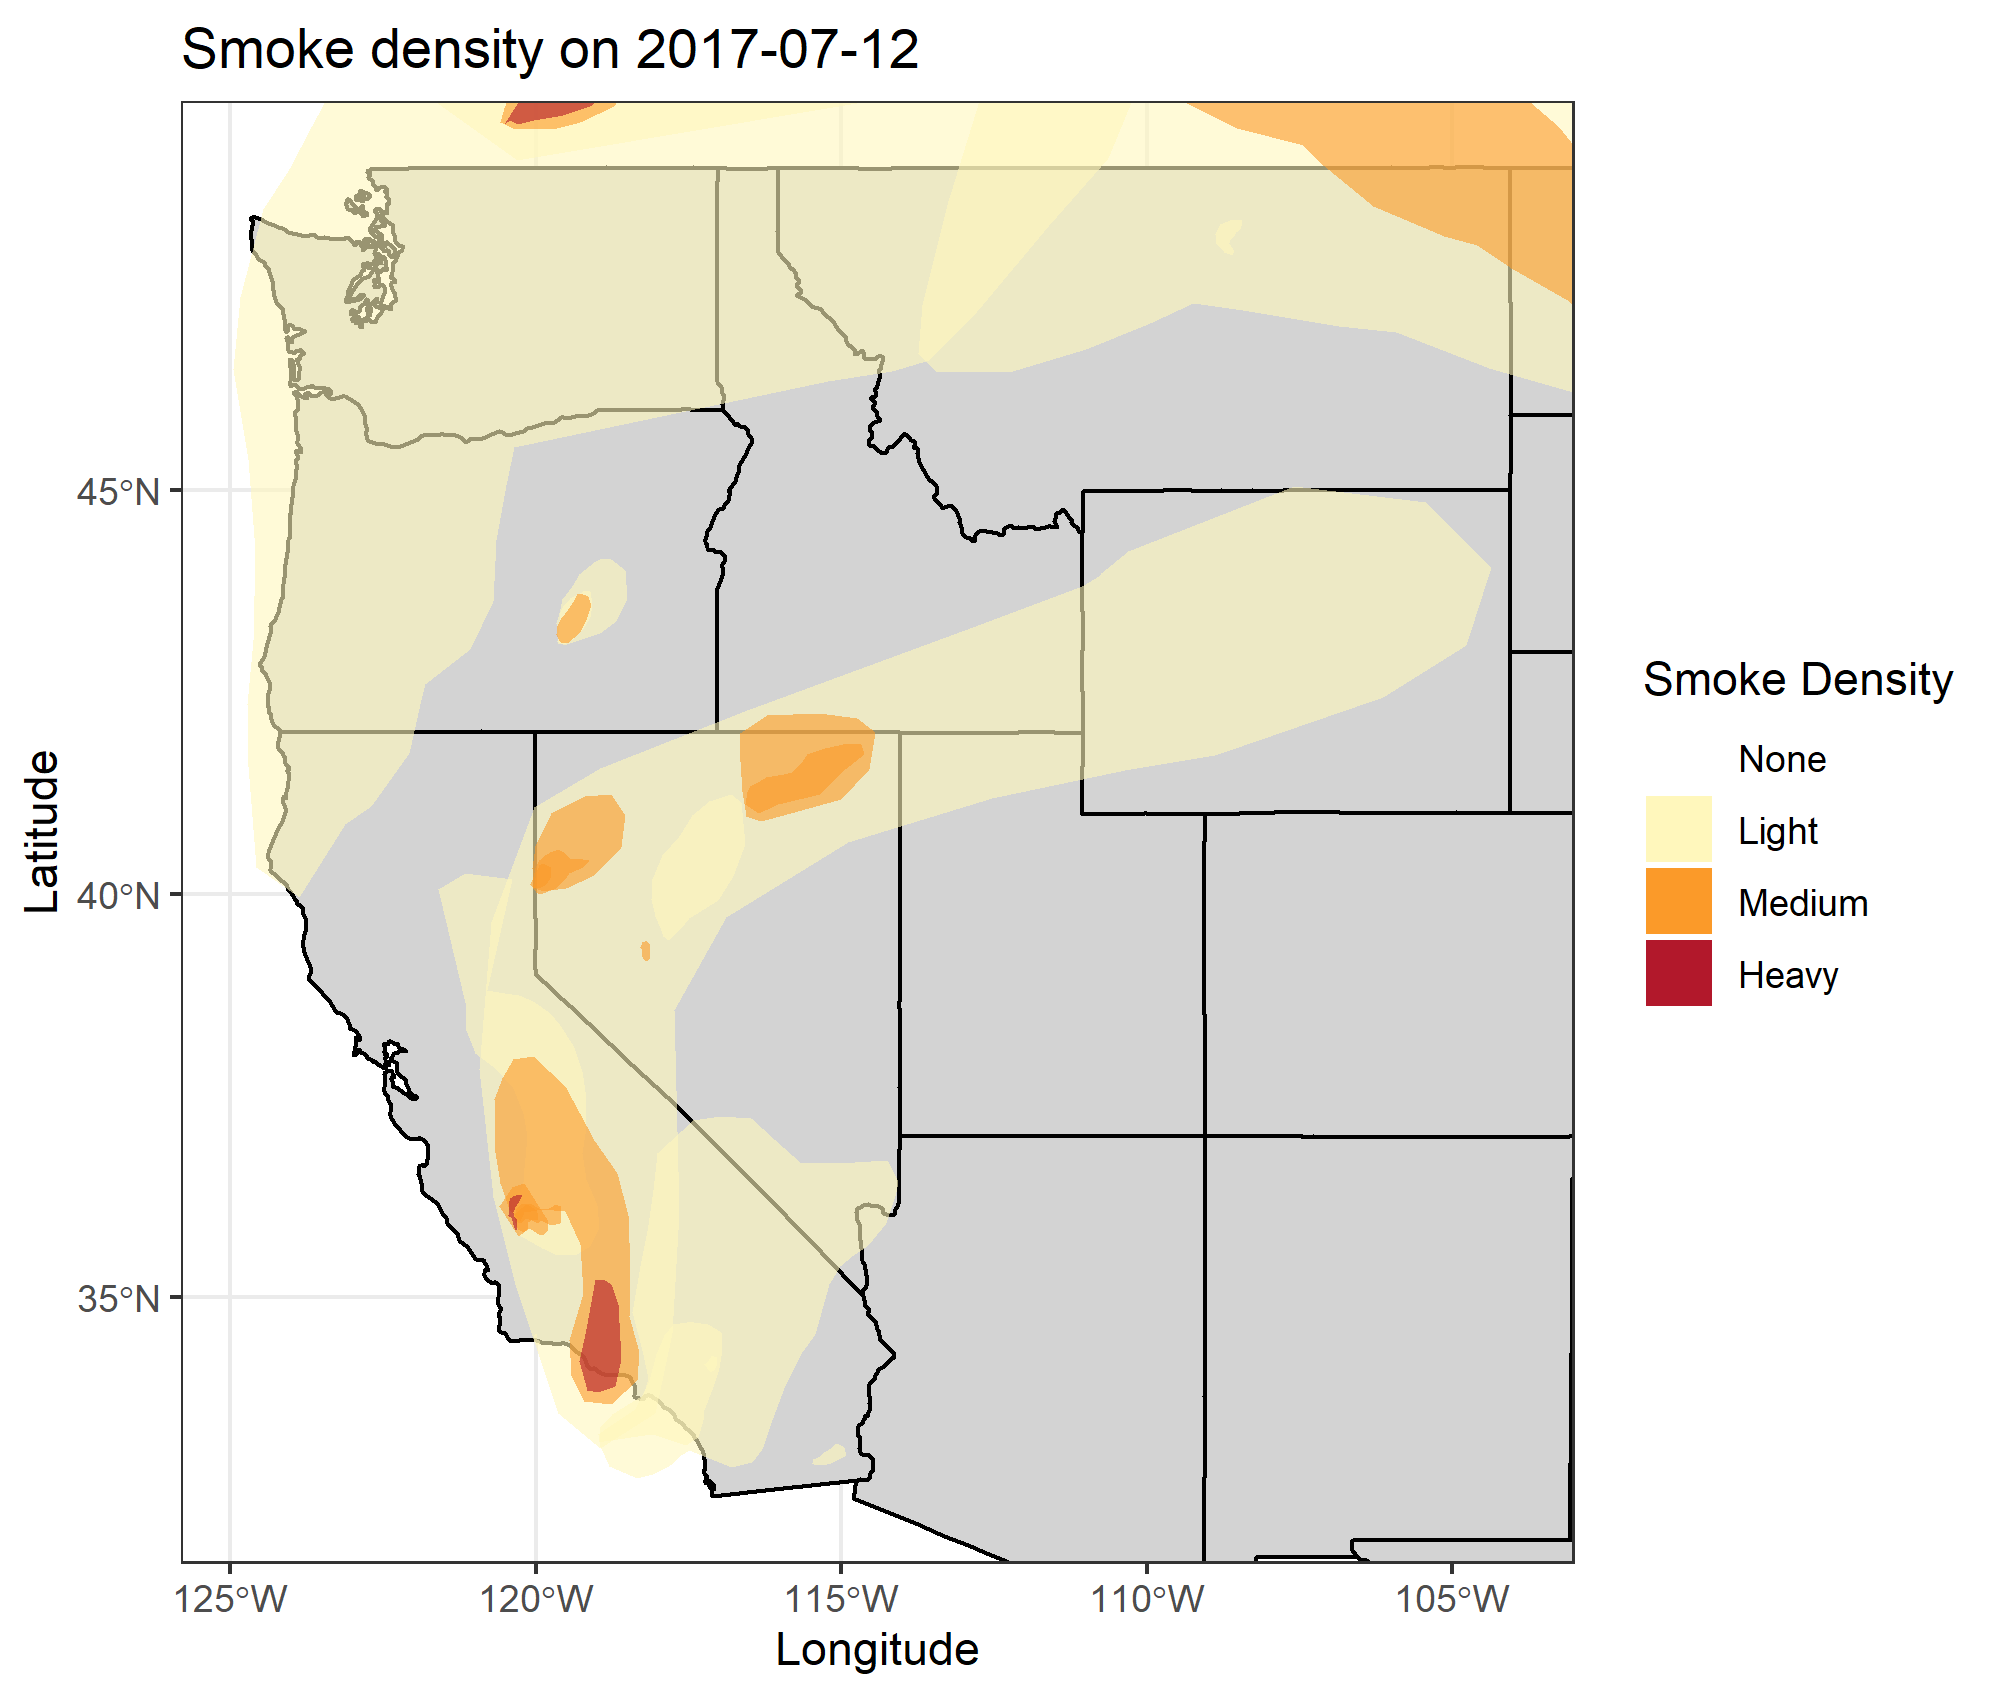 Smoke density on 2017-07-12
Latitude
45°N
40°N
35°N
125°W
120°W
115°W
110°W
105°W
Longitude
Smoke Density
None
Light
Medium
Heavy